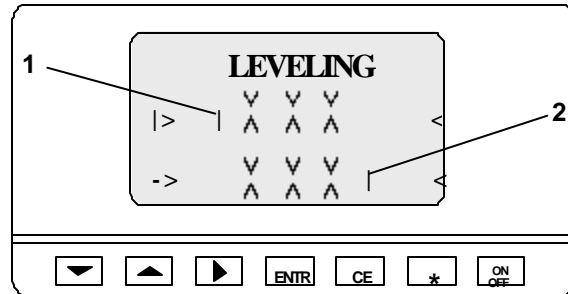 LEVELING
1
v v v
|> | ʌ ʌ ʌ <
2
v v v
-> ʌ ʌ ʌ | <
ENTR CE * ON
OFF